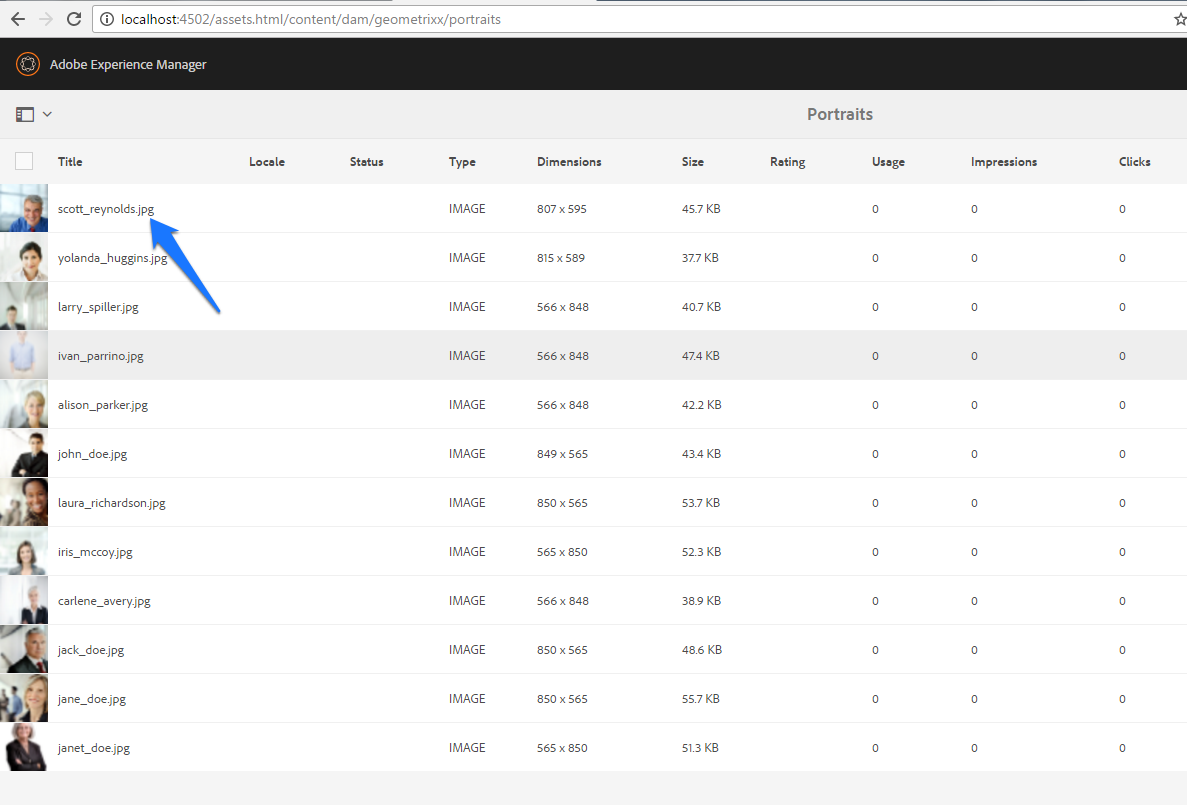 localhost:4502/assets.html/content/dam/geometrixx/portraits
Adobe Experience Manager
Portraits
Title Locale Status Type Dimensions Size Rating Usage Impressions Clicks
scott_reynolds.jpg IMAGE 807 x 595 45.7 KB 0 0 0
yolanda_huggins.jpg IMAGE 815 x 589 37.7 KB 0 0 0
larry_spiller.jpg IMAGE 566 x 848 40.7 KB 0 0 0
ivan_parrino.jpg IMAGE 566 x 848 47.4 KB 0 0 0
alison_parker.jpg IMAGE 566 x 848 42.2 KB 0 0 0
john_doe.jpg IMAGE 849 x 565 43.4 KB 0 0 0
laura_richardson.jpg IMAGE 850 x 565 53.7 KB 0 0 0
iris_mccoy.jpg IMAGE 565 x 850 52.3 KB 0 0 0
carlene_avery.jpg IMAGE 566 x 848 38.9 KB 0 0 0
jack_doe.jpg IMAGE 850 x 565 48.6 KB 0 0 0
jane_doe.jpg IMAGE 850 x 565 55.7 KB 0 0 0
janet_doe.jpg IMAGE 565 x 850 51.3 KB 0 0 0